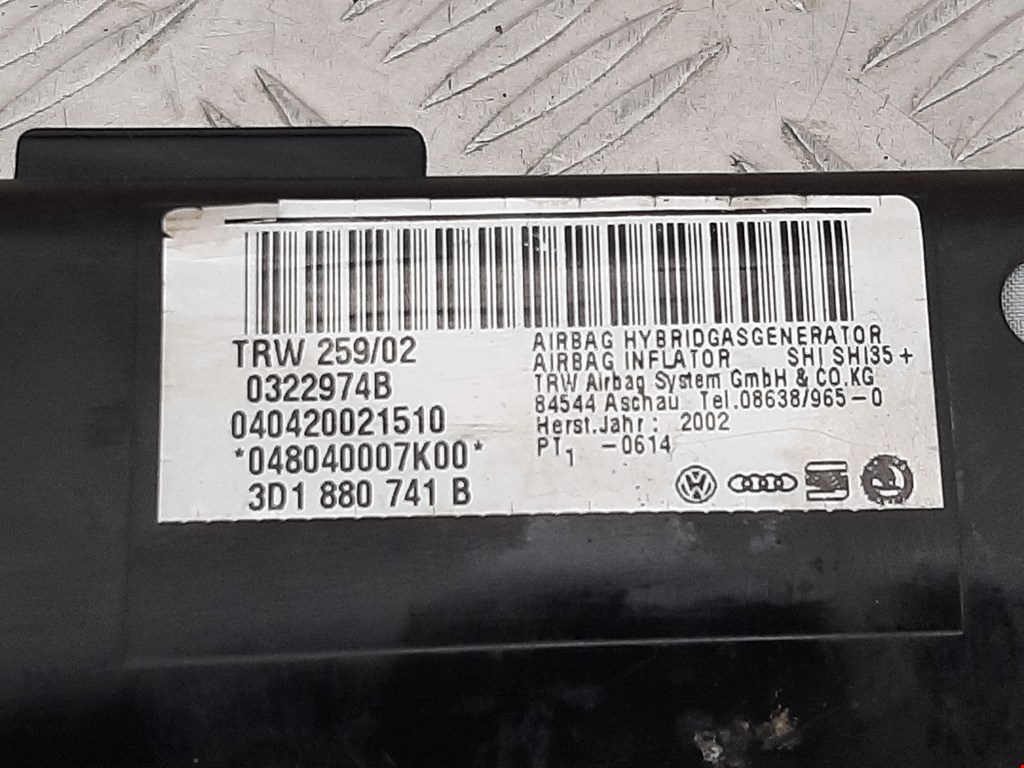 TRW 259/02
0322974B
040420021510
*048040007K00*
3D1 880 741 B
AIRBAG HYBRIDGASGENERATOR
AIRBAG INFLATOR SHI SHI35 +
TRW Airbag System GmbH & CO.KG
84544 Aschau Tel.08638/965-0
Herst.Jahr: 2002
PT1 -0614